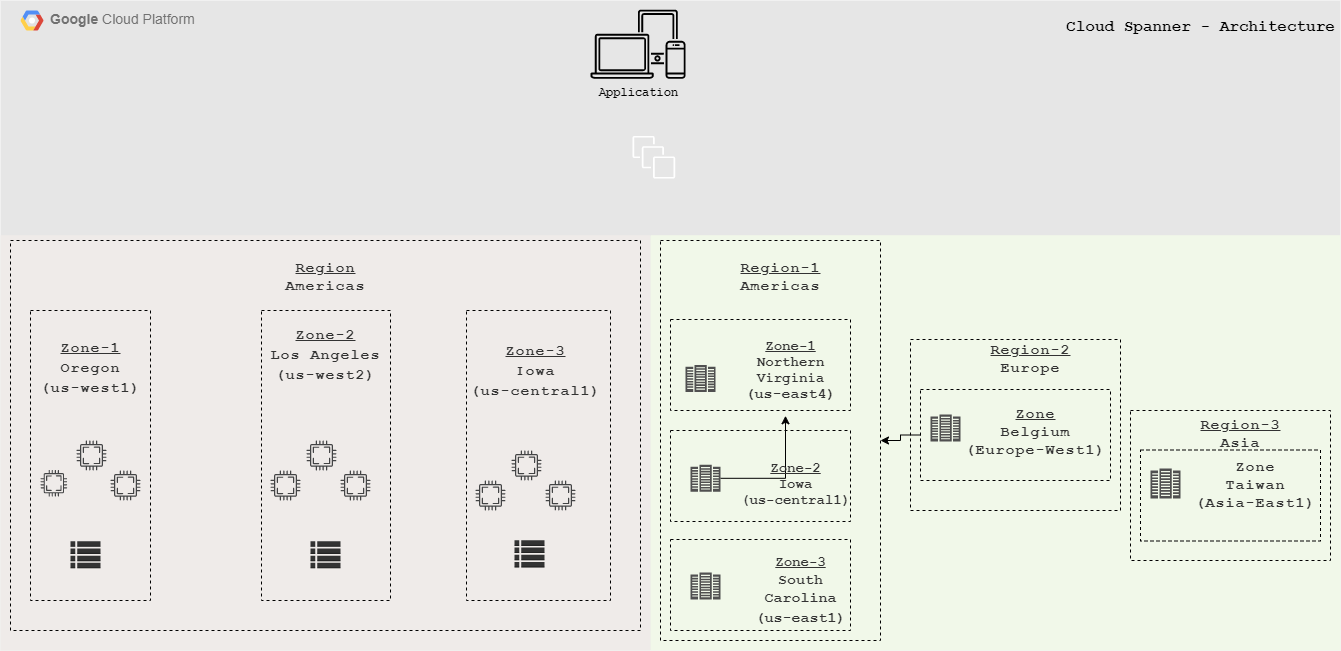 Google Cloud Platform
Cloud Spanner - Architecture
Application
Region
Americas
Zone-1
Oregon
(us-west1)
Zone-2
Los Angeles
(us-west2)
Zone-3
Iowa
(us-central1)
Region-1
Americas
Zone-1
Northern
Virginia
(us-east4)
Zone-2
Iowa
(us-central1)
Zone-3
South
Carolina
(us-east1)
Region-2
Europe
Zone
Belgium
(Europe-West1)
Region-3
Asia
Zone
Taiwan
(Asia-East1)